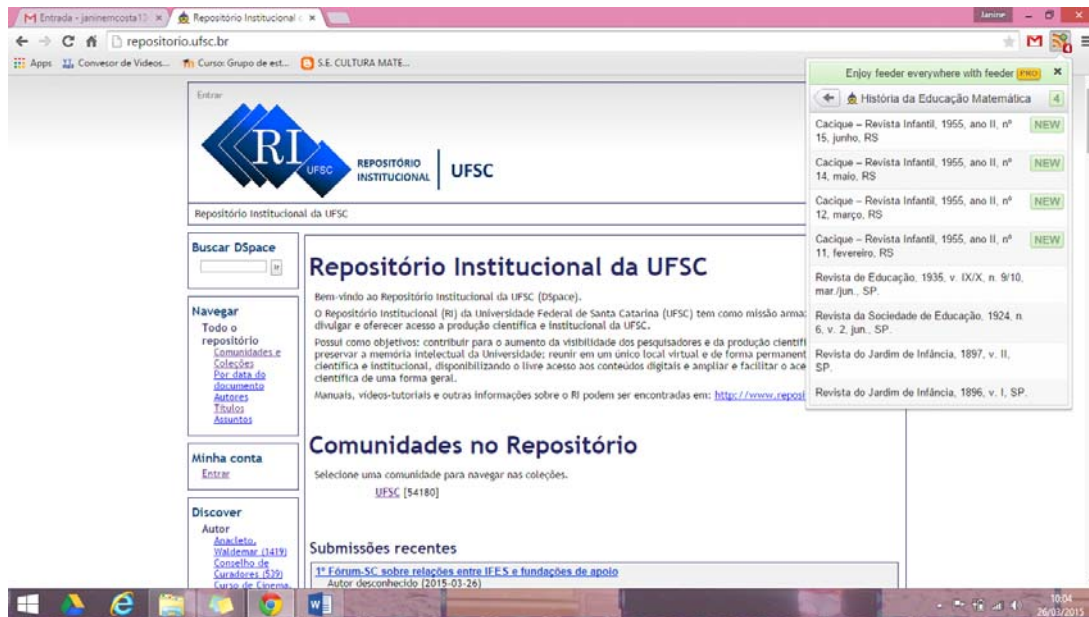 M Entrada - janinemcosta13
Repositório Institucional
Janine
repositorio.ufsc.br
Apps
Convesor de Videos...
Curso: Grupo de est...
S.E. CULTURA MATE...
Enjoy feeder everywhere with feeder PRO
História da Educação Matemática 4
Cacique – Revista Infantil, 1955, ano II, nº 15, junho, RS NEW
Cacique – Revista Infantil, 1955, ano II, nº 14, maio, RS NEW
Cacique – Revista Infantil, 1955, ano II, nº 12, março, RS NEW
Cacique – Revista Infantil, 1955, ano II, nº 11, fevereiro, RS NEW
Revista de Educação, 1935, v. IX/X, n. 9/10, mar./jun., SP.
Revista da Sociedade de Educação, 1924, n. 6, v. 2, jun., SP.
Revista do Jardim de Infância, 1897, v. II, SP.
Revista do Jardim de Infância, 1896, v. I, SP.
Entrar
RI
UFSC
REPOSITÓRIO
INSTITUCIONAL
UFSC
Repositório Institucional da UFSC
Buscar DSpace
Ir
Navegar
Todo o
repositório
Comunidades e
Coleções
Por data do
documento
Autores
Títulos
Assuntos
Minha conta
Entrar
Discover
Autor
Anacleto,
Waldemar (1419)
Conselho de
Curadores (539)
Curso de Cinema,
Repositório Institucional da UFSC
Bem-vindo ao Repositório Institucional da UFSC (DSpace).
O Repositório Institucional (RI) da Universidade Federal de Santa Catarina (UFSC) tem como missão arma
divulgar e oferecer acesso a produção científica e institucional da UFSC.
Possui como objetivos: contribuir para o aumento da visibilidade dos pesquisadores e da produção científi
preservar a memória intelectual da Universidade; reunir em um único local virtual e de forma permanent
científica e institucional, disponibilizando o livre acesso aos conteúdos digitais e ampliar e facilitar o ace
científica de uma forma geral.
Manuais, vídeos-tutoriais e outras informações sobre o RI podem ser encontradas em: http://www.reposi
Comunidades no Repositório
Selecione uma comunidade para navegar nas coleções.
UFSC [54180]
Submissões recentes
1º Fórum-SC sobre relações entre IFES e fundações de apoio
Autor desconhecido (2015-03-26)
10:04
26/03/2015